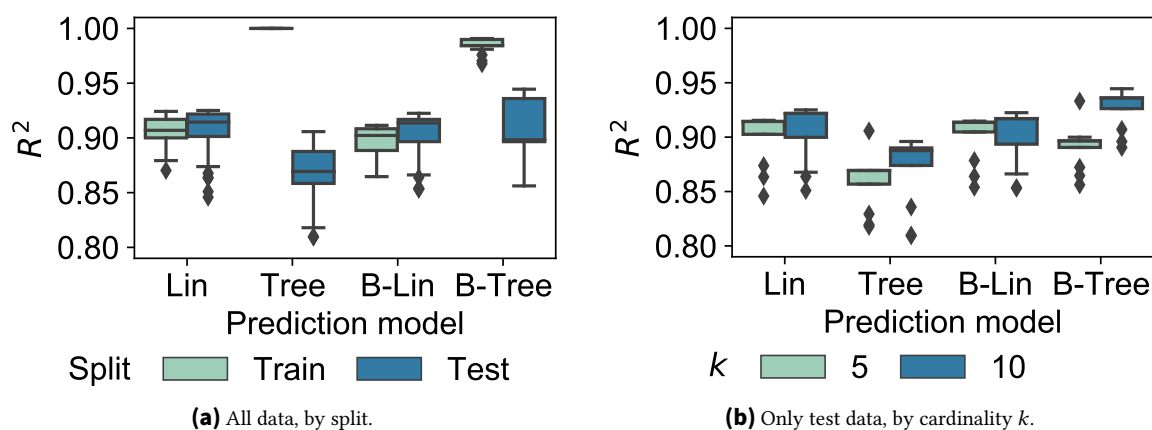 1.00
0.95
0.90
0.85
0.80
R²
Lin Tree B-Lin B-Tree
Prediction model
Split Train Test
(a) All data, by split.
1.00
0.95
0.90
0.85
0.80
R²
Lin Tree B-Lin B-Tree
Prediction model
k 5 10
(b) Only test data, by cardinality k.